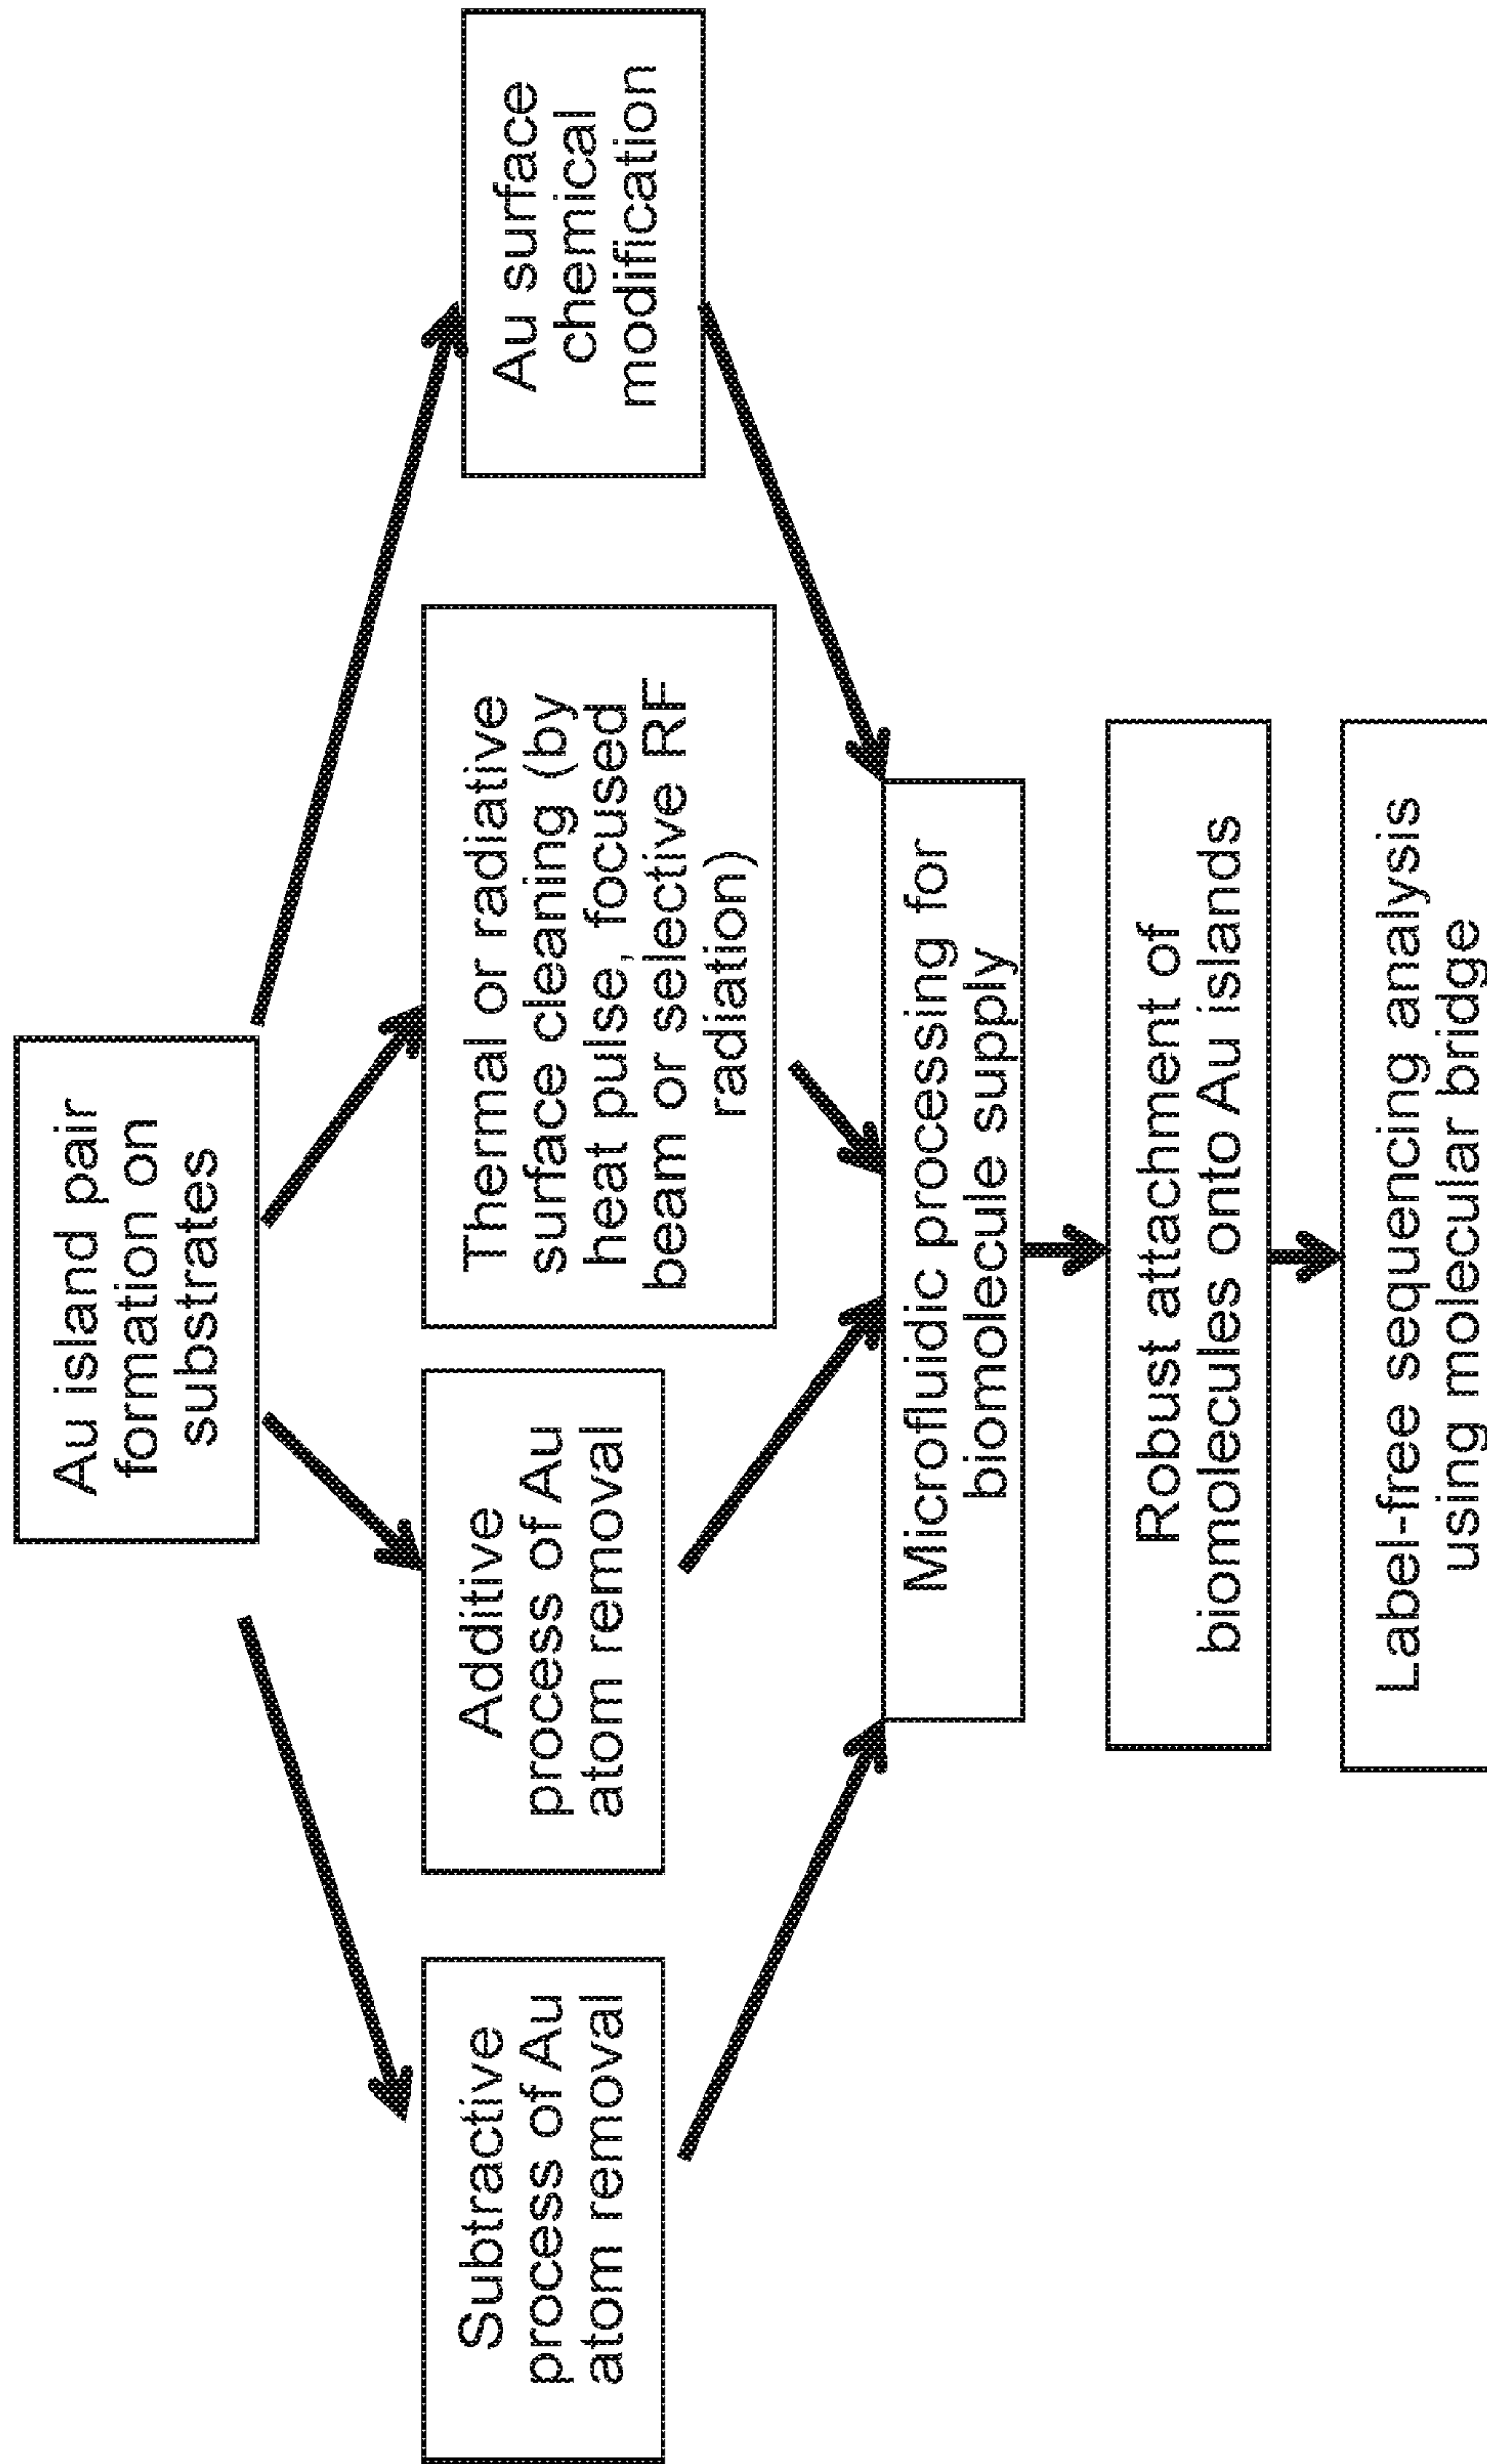 Au island pair
formation on
substrates
Subtractive
process of Au
atom removal
Additive
process of Au
atom removal
Thermal or radiative
surface cleaning (by
heat pulse, focused
beam or selective RF
radiation)
Au surface
chemical
modification
Microfluidic processing for
biomolecule supply
Robust attachment of
biomolecules onto Au islands
Label-free sequencing analysis
using molecular bridge